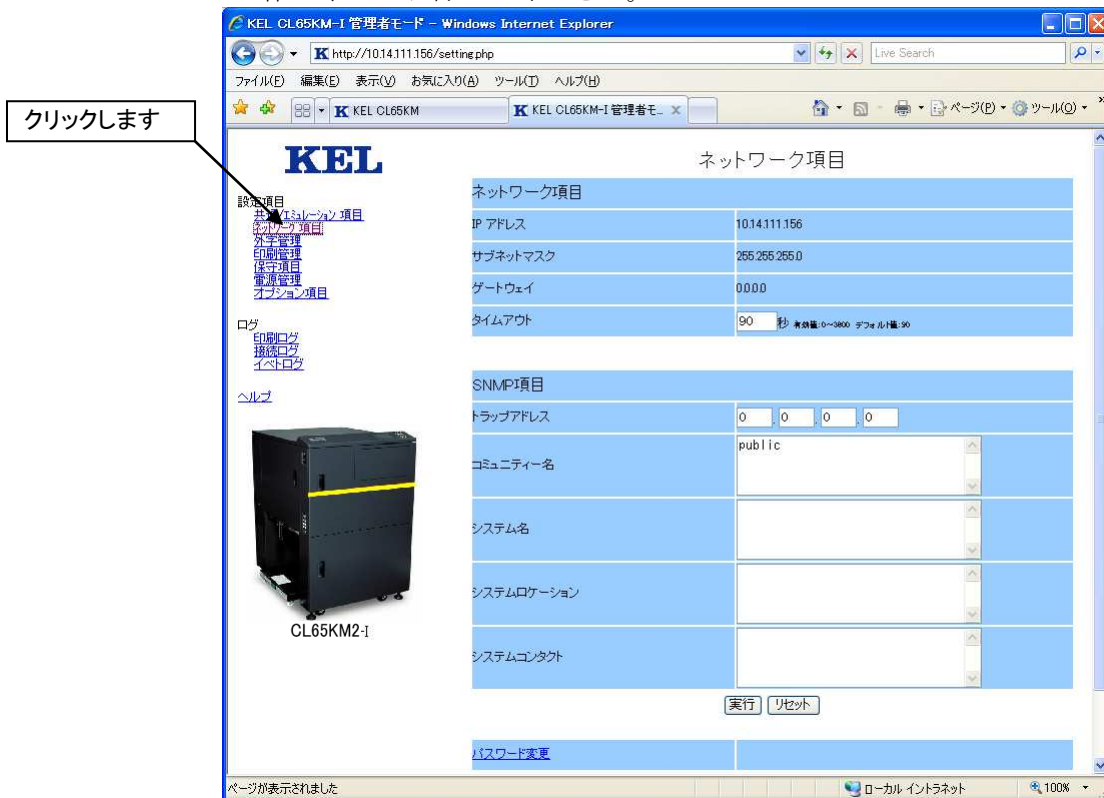 KEL CL65KM-I 管理者モード - Windows Internet Explorer
K http://10.14.111.156/setting.php
Live Search
ファイル(F) 編集(E) 表示(V) お気に入り(A) ツール(T) ヘルプ(H)
K KEL CL65KM
K KEL CL65KM-I 管理者モ...
ページ(P)
ツール(O)
クリックします
KEL
ネットワーク項目
設定項目
共通/エミュレーション 項目
ネットワーク 項目
外字管理
印刷管理
保守項目
電源管理
オプション項目
ログ
印刷ログ
接続ログ
イベトログ
ヘルプ
CL65KM2-I
ネットワーク項目
IP アドレス 10.14.111.156
サブネットマスク 255.255.255.0
ゲートウェイ 0.0.0.0
タイムアウト 90 秒 有効値:0~3600 デフォルト値:90
SNMP項目
トラップアドレス 0 . 0 . 0 . 0
コミュニティー名 public
システム名
システムロケーション
システムコンタクト
実行 リセット
パスワード変更
ページが表示されました
ローカル イントラネット
100%